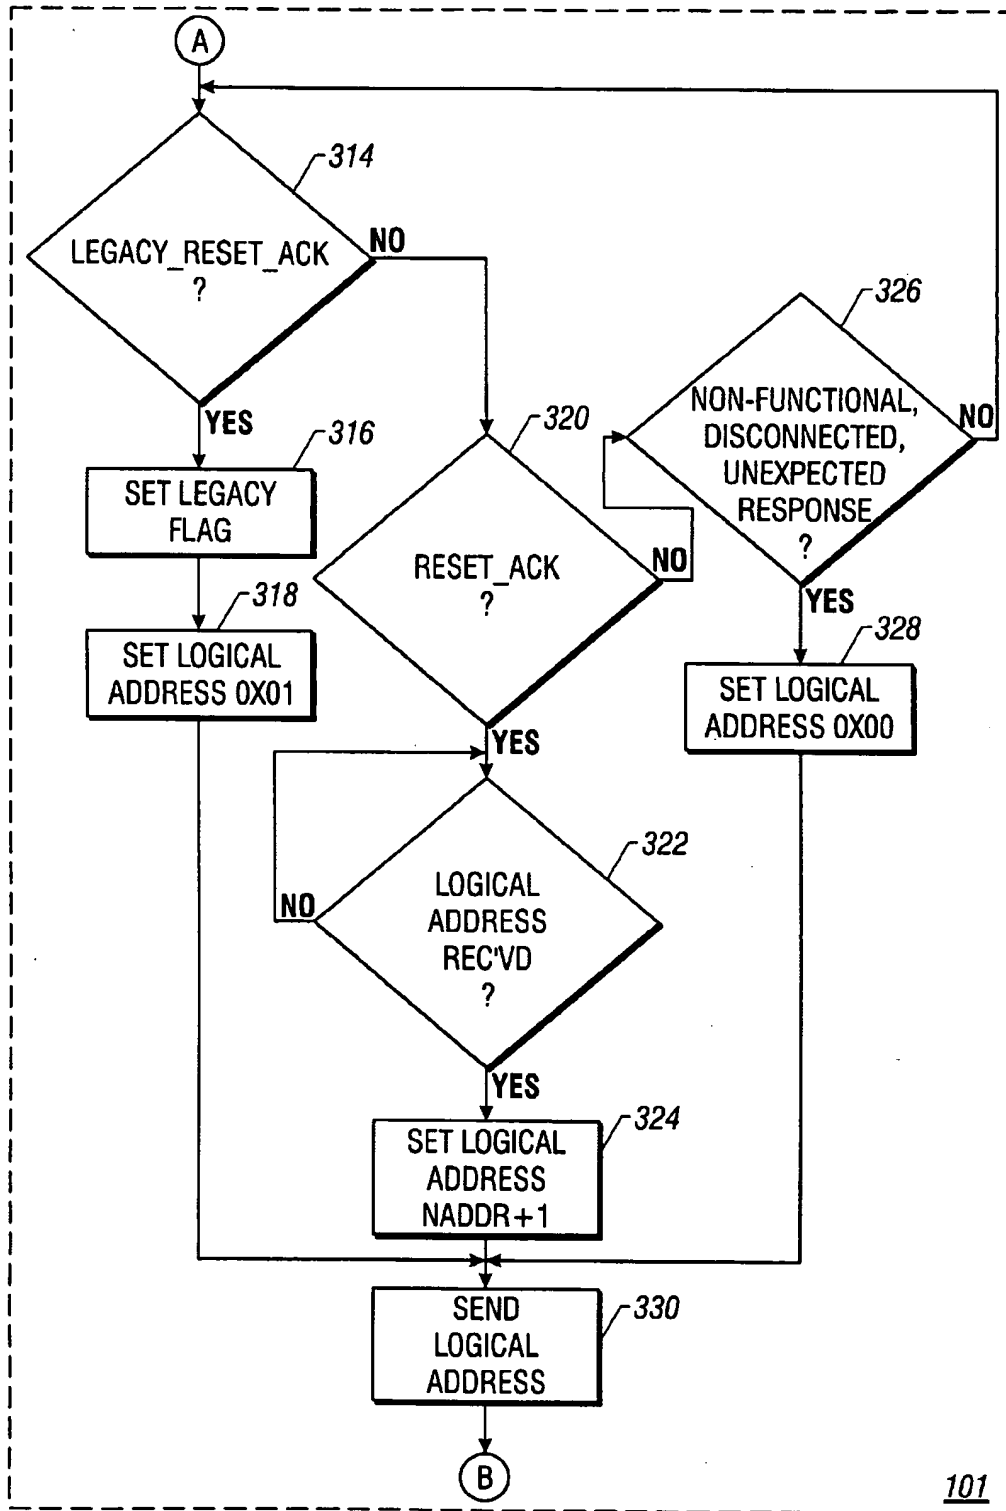 A
314
LEGACY_RESET_ACK
?
NO
YES
316
SET LEGACY
FLAG
318
SET LOGICAL
ADDRESS 0X01
320
RESET_ACK
?
NO
YES
326
NON-FUNCTIONAL,
DISCONNECTED,
UNEXPECTED
RESPONSE
?
NO
YES
328
SET LOGICAL
ADDRESS 0X00
322
LOGICAL
ADDRESS
REC'VD
?
NO
YES
324
SET LOGICAL
ADDRESS
NADDR+1
330
SEND
LOGICAL
ADDRESS
B
101